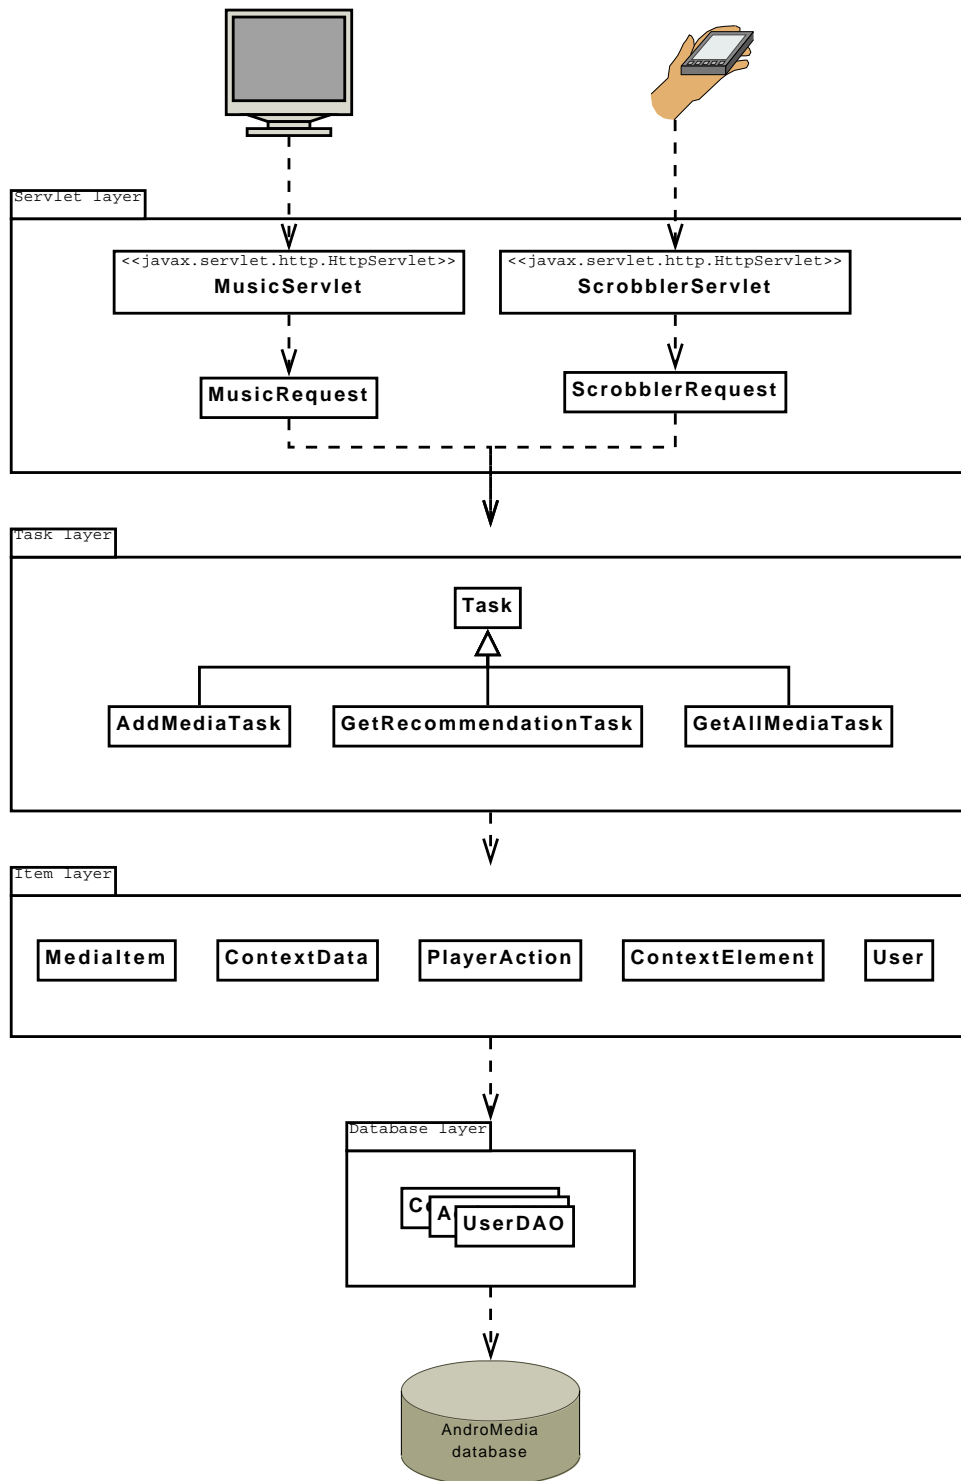 Servlet layer
<<javax.servlet.http.HttpServlet>>
MusicServlet
<<javax.servlet.http.HttpServlet>>
ScrobblerServlet
MusicRequest
ScrobblerRequest
Task layer
Task
AddMediaTask
GetRecommendationTask
GetAllMediaTask
Item layer
MediaItem
ContextData
PlayerAction
ContextElement
User
Database layer
UserDAO
AndroMedia
database